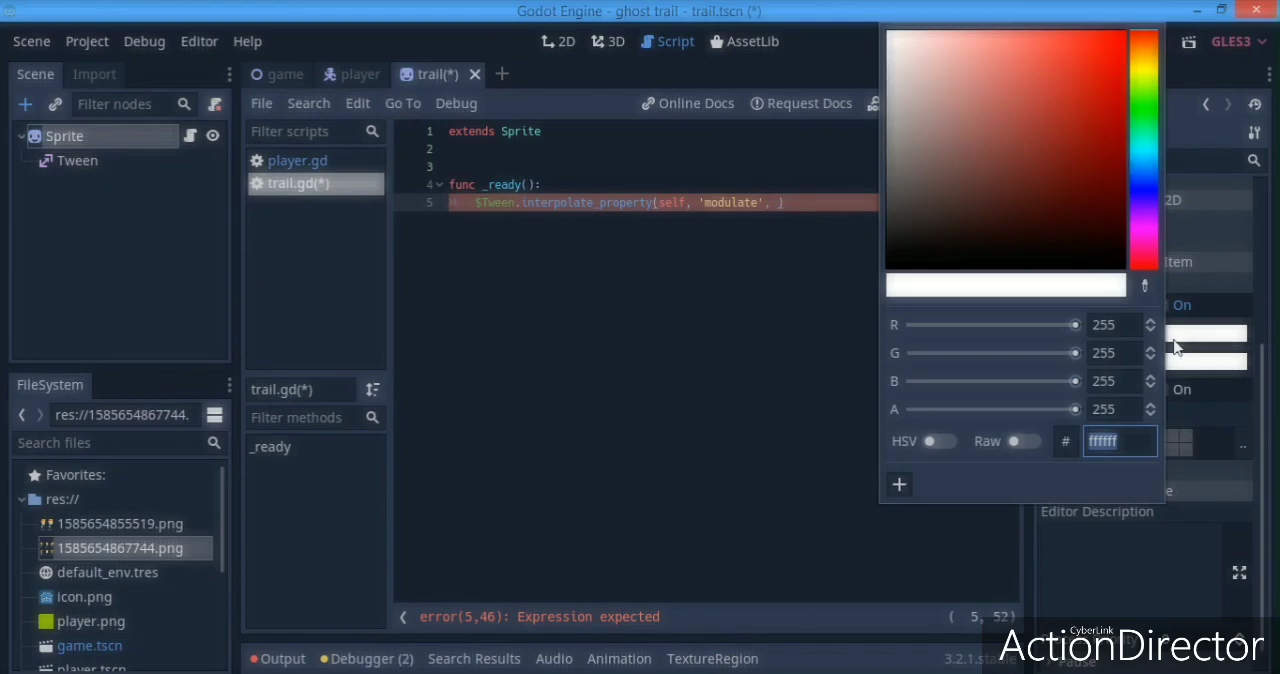 Godot Engine - ghost trail - trail.tscn (*)
Scene Project Debug Editor Help
2D 3D Script AssetLib
GLES3
Scene Import
game player trail(*)
Filter nodes
File Search Edit Go To Debug
Online Docs Request Docs
Sprite
Tween
Filter scripts
player.gd
trail.gd(*)
1 extends Sprite
2
3
4 func _ready():
5 $Tween.interpolate_property(self, 'modulate', )
2D
Item
On
On
R 255
G 255
B 255
A 255
HSV Raw # ffffff
..
e
Editor Description
FileSystem
res://1585654867744.
Search files
Favorites:
res://
1585654855519.png
1585654867744.png
default_env.tres
icon.png
player.png
game.tscn
player.tscn
trail.gd(*)
Filter methods
_ready
error(5,46): Expression expected
( 5, 52)
Output Debugger (2) Search Results Audio Animation TextureRegion
3.2.1.stable
Pause
CyberLink
ActionDirector